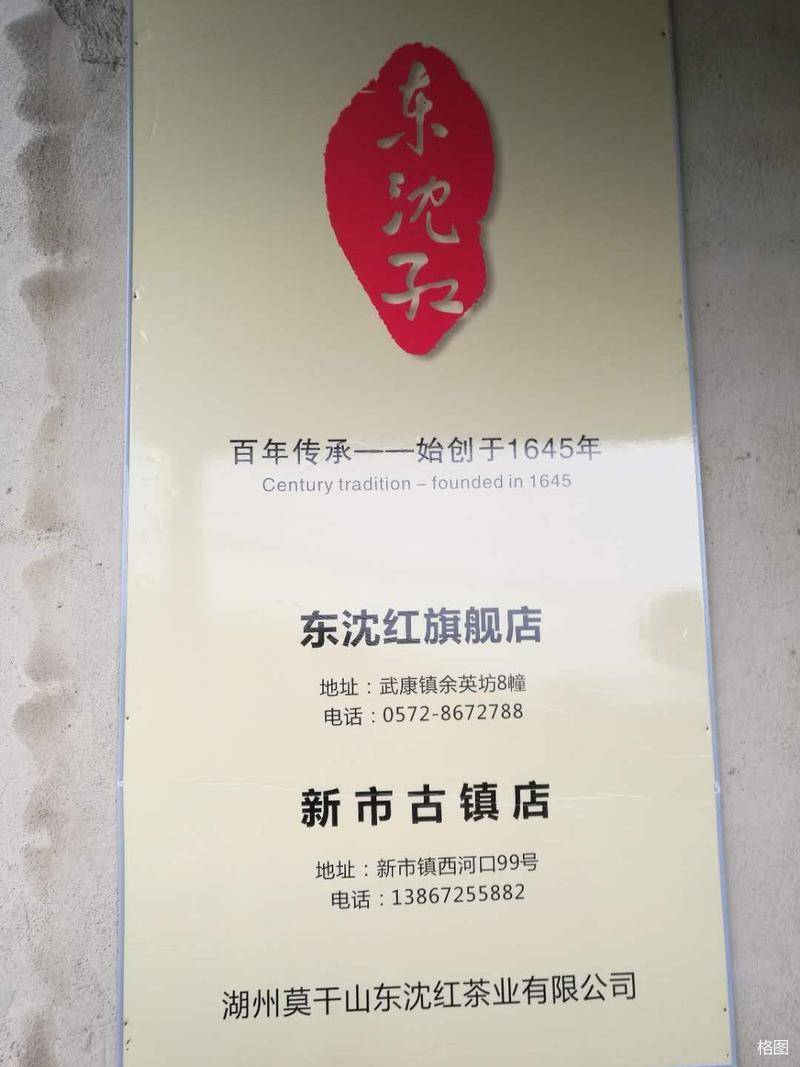 东沈红
百年传承——始创于1645年
Century tradition – founded in 1645
东沈红旗舰店
地址：武康镇余英坊8幢
电话：0572-8672788
新市古镇店
地址：新市镇西河口99号
电话：13867255882
湖州莫干山东沈红茶业有限公司
格图